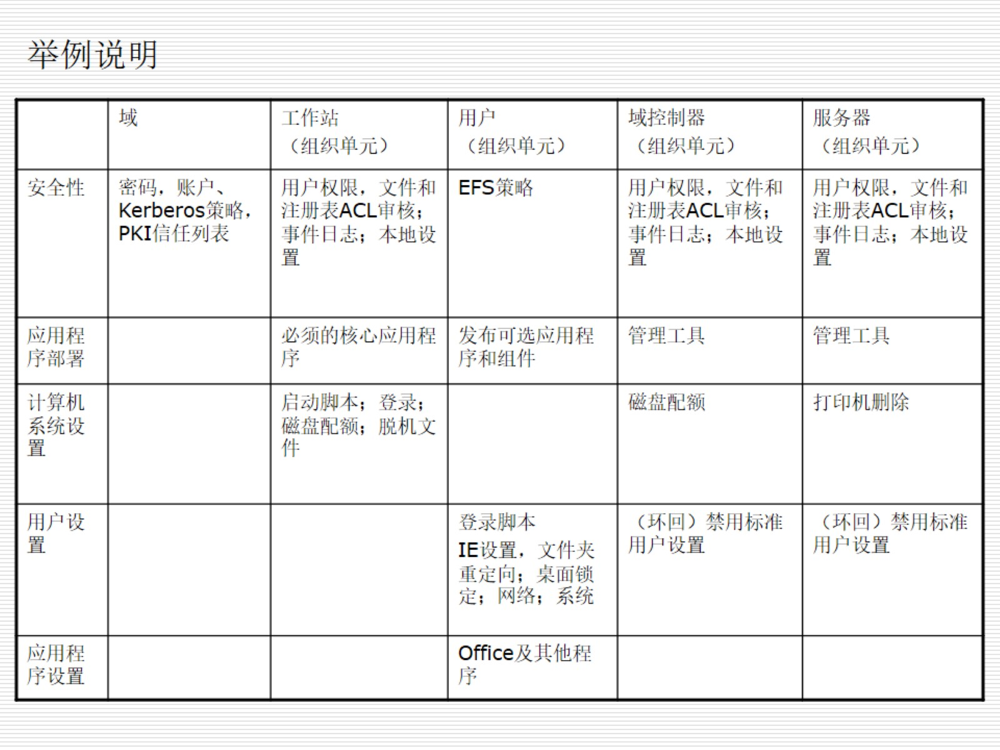 举例说明
域
工作站
（组织单元）
用户
（组织单元）
域控制器
（组织单元）
服务器
（组织单元）
安全性
密码，账户、
Kerberos策略，
PKI信任列表
用户权限，文件和
注册表ACL审核；
事件日志；本地设
置
EFS策略
用户权限，文件和
注册表ACL审核；
事件日志；本地设
置
用户权限，文件和
注册表ACL审核；
事件日志；本地设
置
应用程
序部署
必须的核心应用程
序
发布可选应用程
序和组件
管理工具
管理工具
计算机
系统设
置
启动脚本；登录；
磁盘配额；脱机文
件
磁盘配额
打印机删除
用户设
置
登录脚本
IE设置，文件夹
重定向；桌面锁
定；网络；系统
（环回）禁用标准
用户设置
（环回）禁用标准
用户设置
应用程
序设置
Office及其他程
序